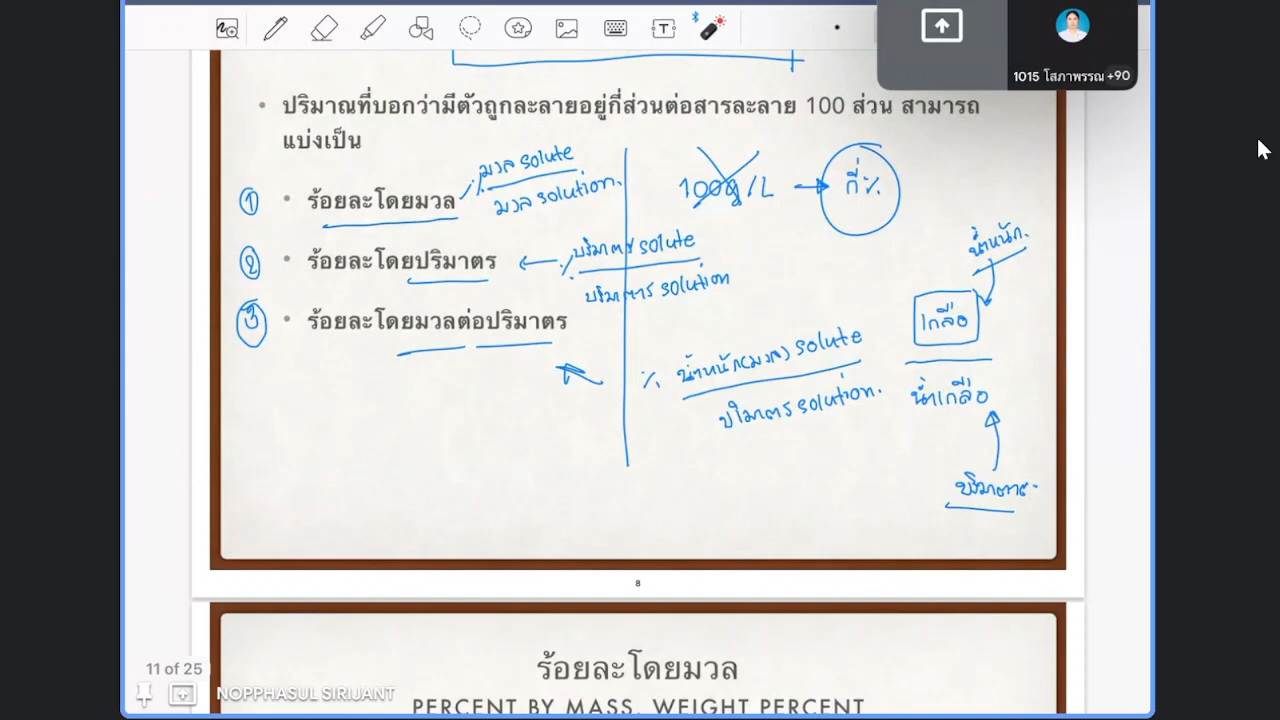 1015 โสภาพรรณ +90
• ปริมาณที่บอกว่ามีตัวถูกละลายอยู่กี่ส่วนต่อสารละลาย 100 ส่วน สามารถ
แบ่งเป็น
① • ร้อยละโดยมวล
% มวล solute
มวล solution.
100g/L → กี่%
② • ร้อยละโดยปริมาตร
% ปริมาตร solute
ปริมาตร solution
③ • ร้อยละโดยมวลต่อปริมาตร
% น้ำหนัก(มวล) solute
ปริมาตร solution.
น้ำหนัก.
เกลือ
น้ำเกลือ
ปริมาตร.
8
ร้อยละโดยมวล
PERCENT BY MASS, WEIGHT PERCENT
11 of 25
NOPPHASUL SIRIJANT